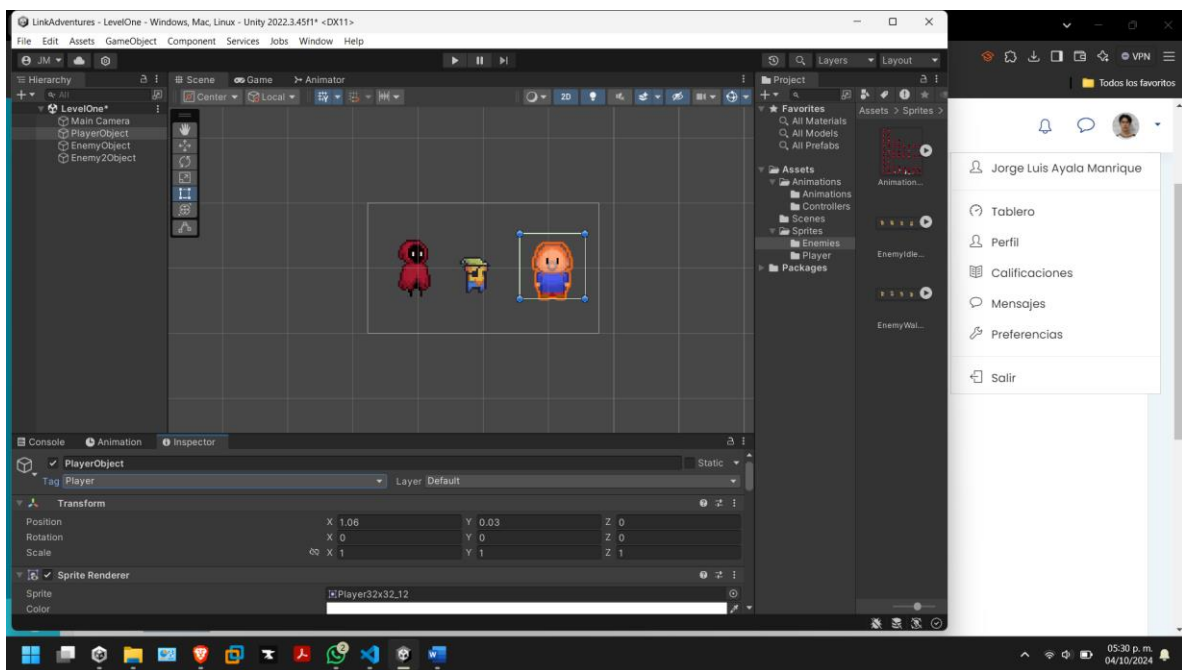 LinkAdventures - LevelOne - Windows, Mac, Linux - Unity 2022.3.45f1* <DX11>
File Edit Assets GameObject Component Services Jobs Window Help
JM
Layers
Layout
Hierarchy
All
LevelOne*
Main Camera
PlayerObject
EnemyObject
Enemy2Object
Scene Game Animator
Center Local 2D
Project
Favorites
All Materials
All Models
All Prefabs
Assets
Animations
Animations
Controllers
Scenes
Sprites
Enemies
Player
Packages
Assets > Sprites >
Animation...
EnemyIdle...
EnemyWal...
Console Animation Inspector
PlayerObject
Static
Tag Player
Layer Default
Transform
Position X 1.06 Y 0.03 Z 0
Rotation X 0 Y 0 Z 0
Scale X 1 Y 1 Z 1
Sprite Renderer
Sprite Player32x32_12
Color
VPN
Todos los favoritos
Jorge Luis Ayala Manrique
Tablero
Perfil
Calificaciones
Mensajes
Preferencias
Salir
05:30 p. m.
04/10/2024